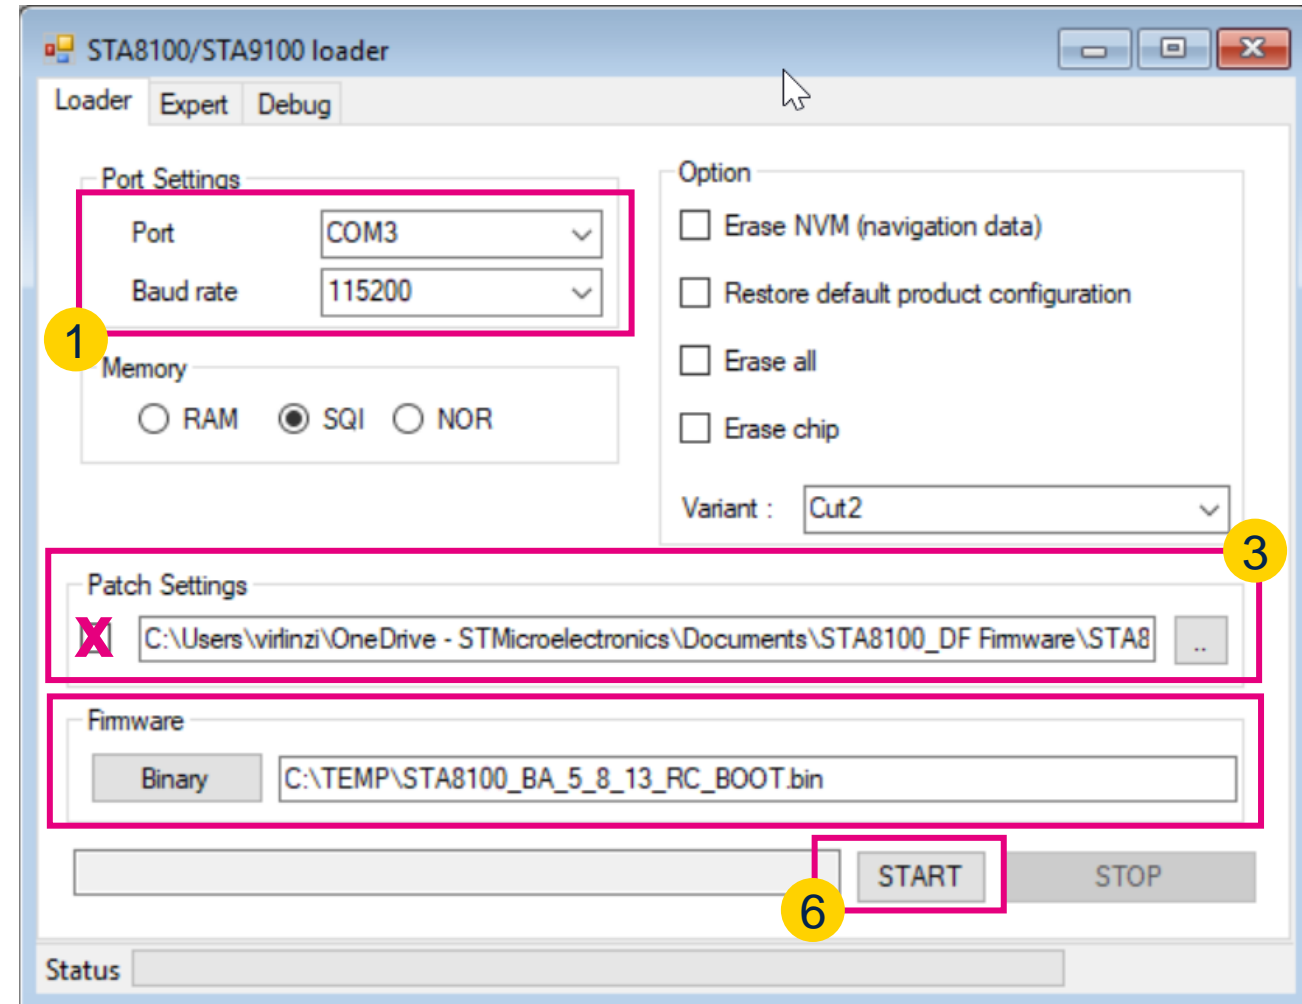 STA8100/STA9100 loader
Loader Expert Debug
Port Settings
Port COM3
Baud rate 115200
1
Memory
RAM SQI NOR
Option
Erase NVM (navigation data)
Restore default product configuration
Erase all
Erase chip
Variant : Cut2
3
Patch Settings
X C:\Users\virlinzi\OneDrive - STMicroelectronics\Documents\STA8100_DF Firmware\STA8 ..
Firmware
Binary C:\TEMP\STA8100_BA_5_8_13_RC_BOOT.bin
START STOP
6
Status